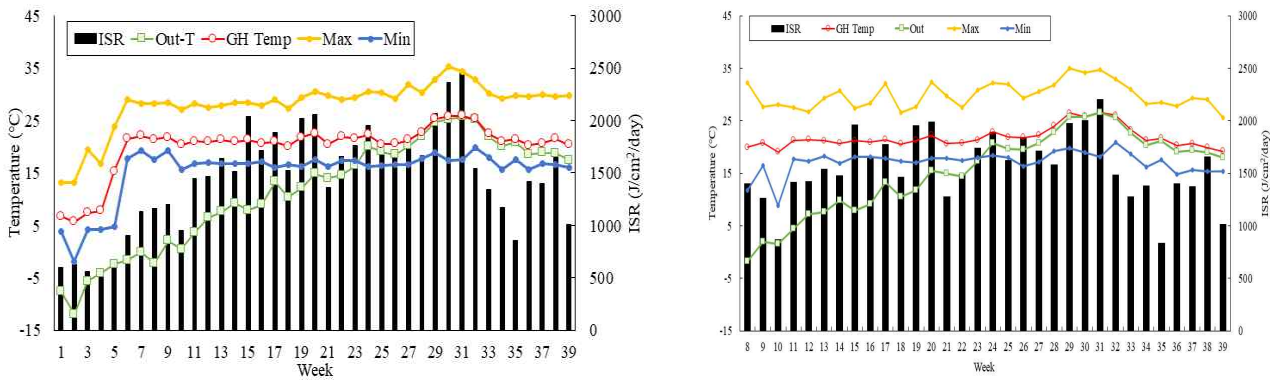 45
35
25
15
5
-5
-15
Temperature (°C)
ISR Out-T GH Temp Max Min
3000
2500
2000
1500
1000
500
0
ISR (J/cm²/day)
1 3 5 7 9 11 13 15 17 19 21 23 25 27 29 31 33 35 37 39
Week
45
35
25
15
5
-5
-15
Temperature (°C)
ISR GH Temp Out Max Min
3000
2500
2000
1500
1000
500
0
ISR (J/cm²/day)
8 9 10 11 12 13 14 15 16 17 18 19 20 21 22 23 24 25 26 27 28 29 30 31 32 33 34 35 36 37 38 39
Week